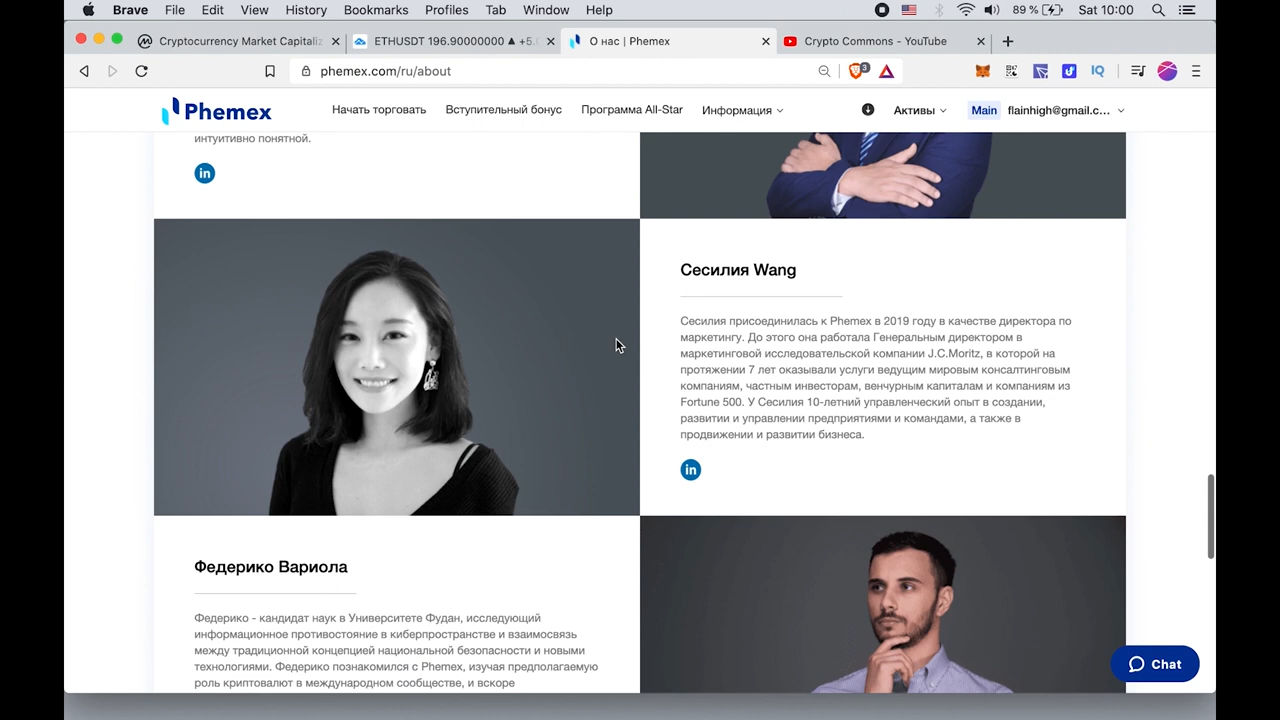 Brave File Edit View History Bookmarks Profiles Tab Window Help 89 % Sat 10:00
Cryptocurrency Market Capitaliz ETHUSDT 196.90000000 ▲ +5. О нас | Phemex Crypto Commons - YouTube
phemex.com/ru/about 3 IQ
Phemex Начать торговать Вступительный бонус Программа All-Star Информация Активы Main flainhigh@gmail.c...
интуитивно понятной.
in
Сесилия Wang
Сесилия присоединилась к Phemex в 2019 году в качестве директора по
маркетингу. До этого она работала Генеральным директором в
маркетинговой исследовательской компании J.C.Moritz, в которой на
протяжении 7 лет оказывали услуги ведущим мировым консалтинговым
компаниям, частным инвесторам, венчурным капиталам и компаниям из
Fortune 500. У Сесилия 10-летний управленческий опыт в создании,
развитии и управлении предприятиями и командами, а также в
продвижении и развитии бизнеса.
in
Федерико Вариола
Федерико - кандидат наук в Университете Фудан, исследующий
информационное противостояние в киберпространстве и взаимосвязь
между традиционной концепцией национальной безопасности и новыми
технологиями. Федерико познакомился с Phemex, изучая предполагаемую
роль криптовалют в международном сообществе, и вскоре
Chat